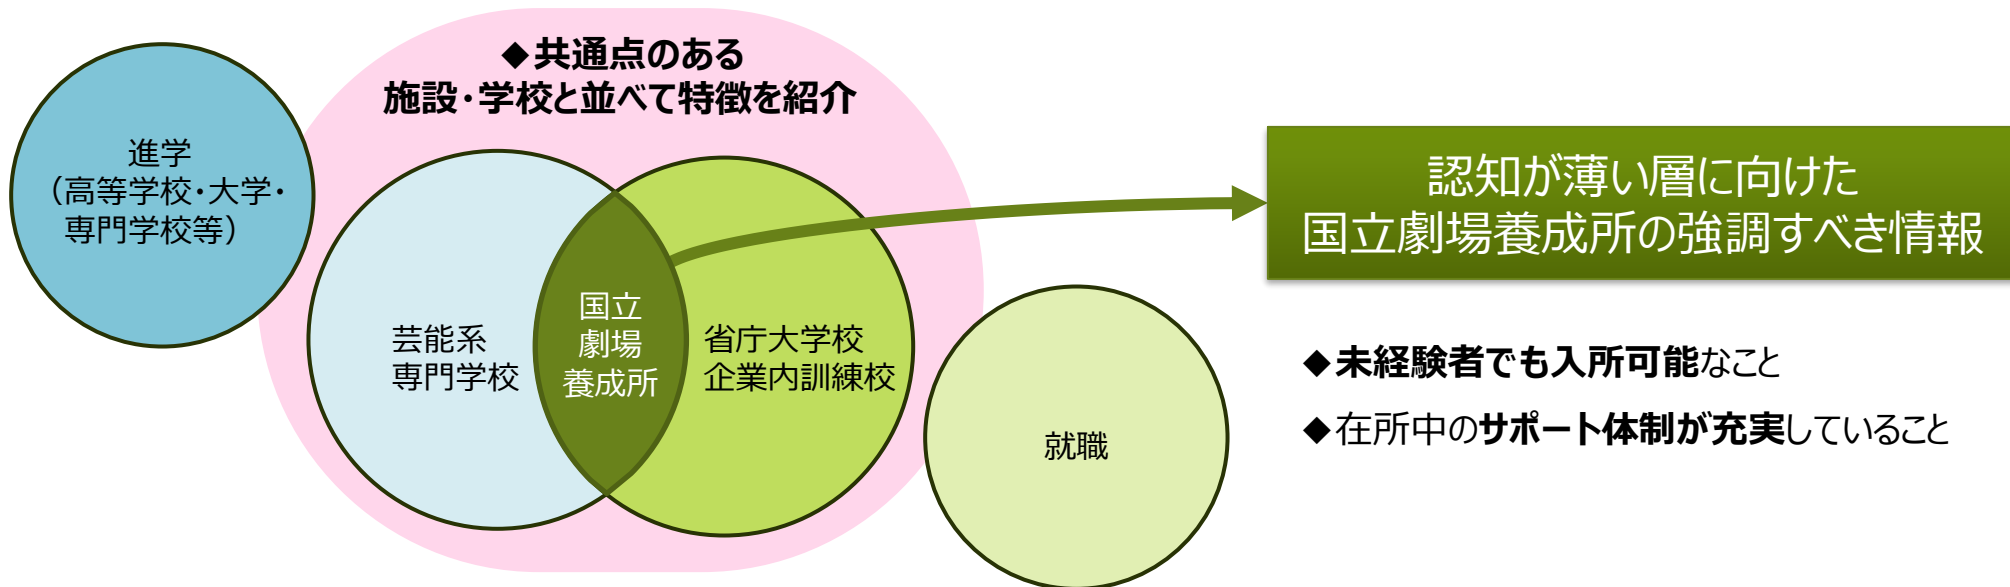 ◆共通点のある
施設・学校と並べて特徴を紹介
進学
（高等学校・大学・
専門学校等）
芸能系
専門学校
国立
劇場
養成所
省庁大学校
企業内訓練校
就職
認知が薄い層に向けた
国立劇場養成所の強調すべき情報
◆未経験者でも入所可能なこと
◆在所中のサポート体制が充実していること